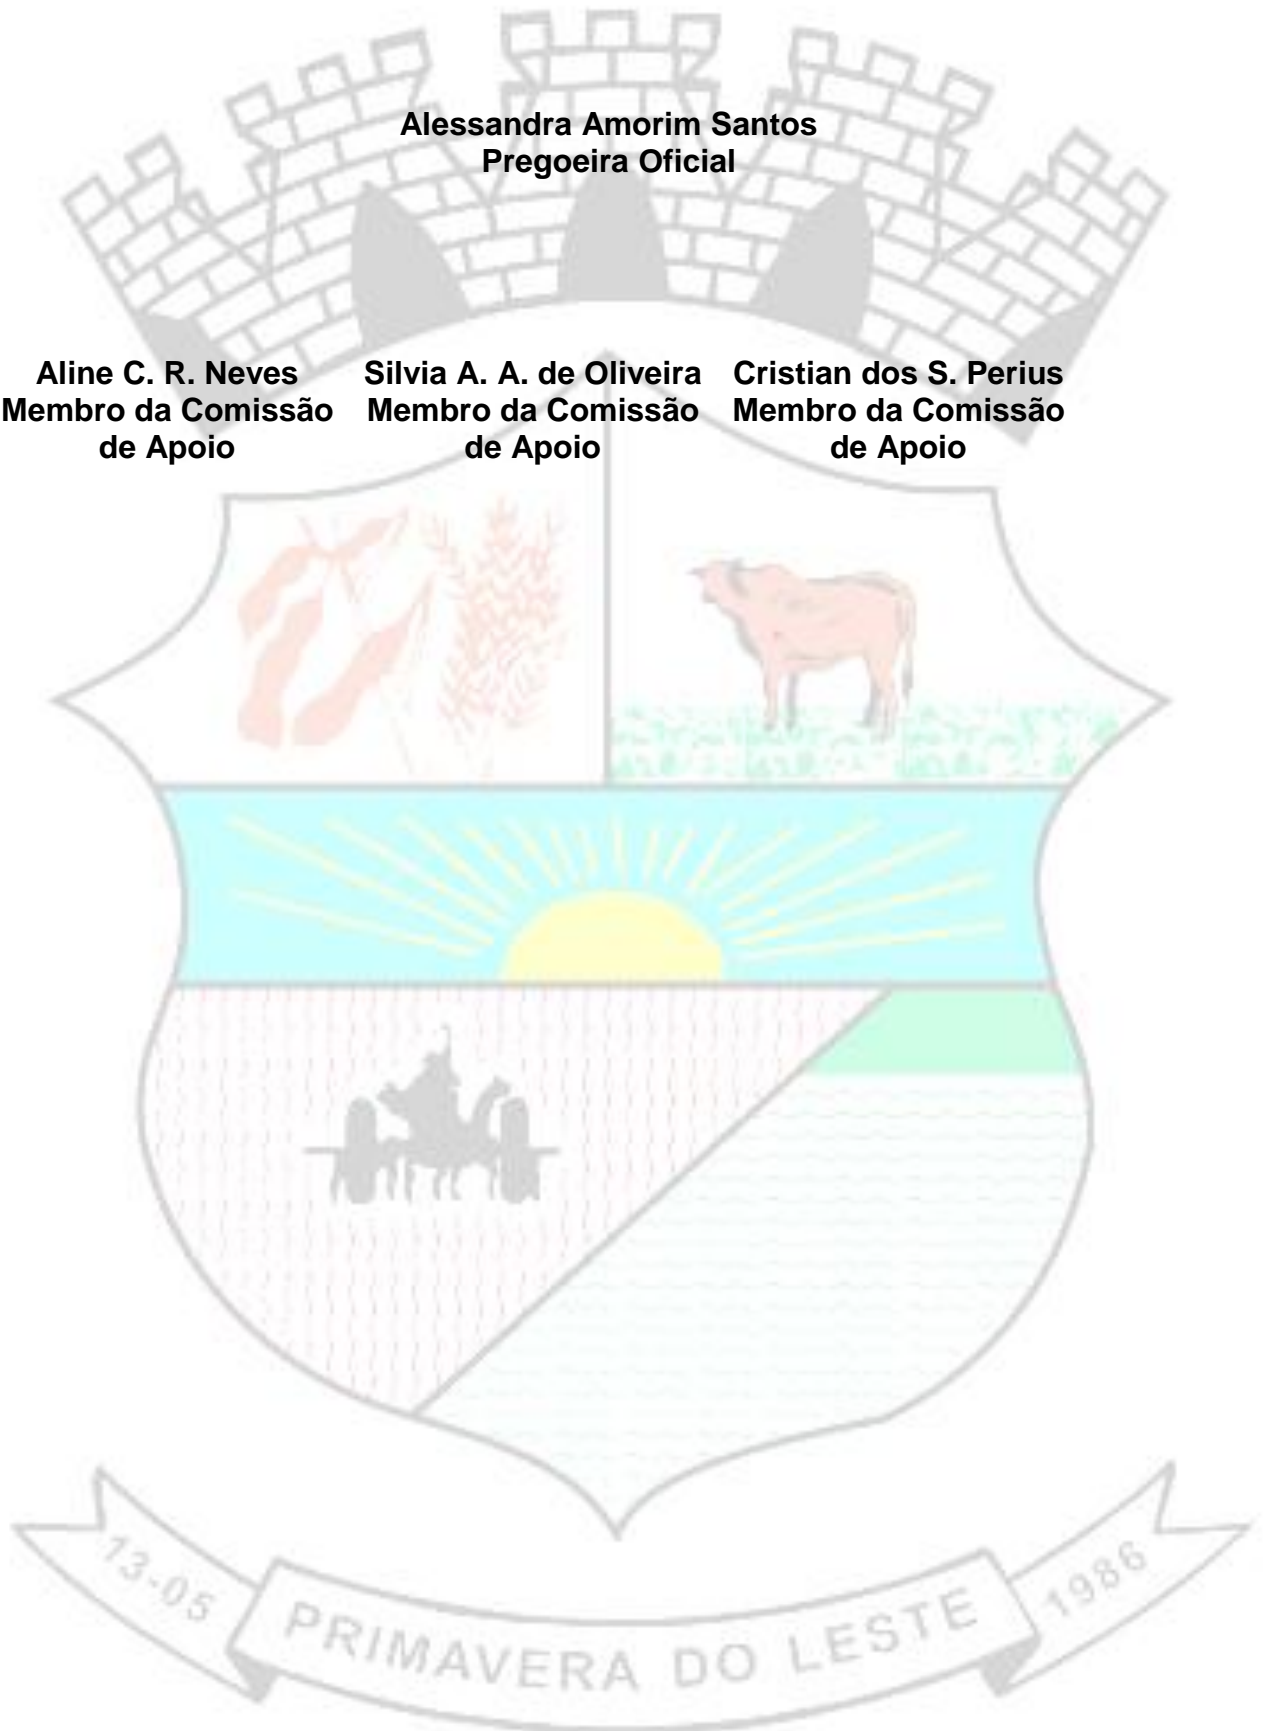 Alessandra Amorim Santos
Pregoeira Oficial
Aline C. R. Neves
Membro da Comissão
de Apoio
Silvia A. A. de Oliveira
Membro da Comissão
de Apoio
Cristian dos S. Perius
Membro da Comissão
de Apoio
13-05
PRIMAVERA DO LESTE
1986